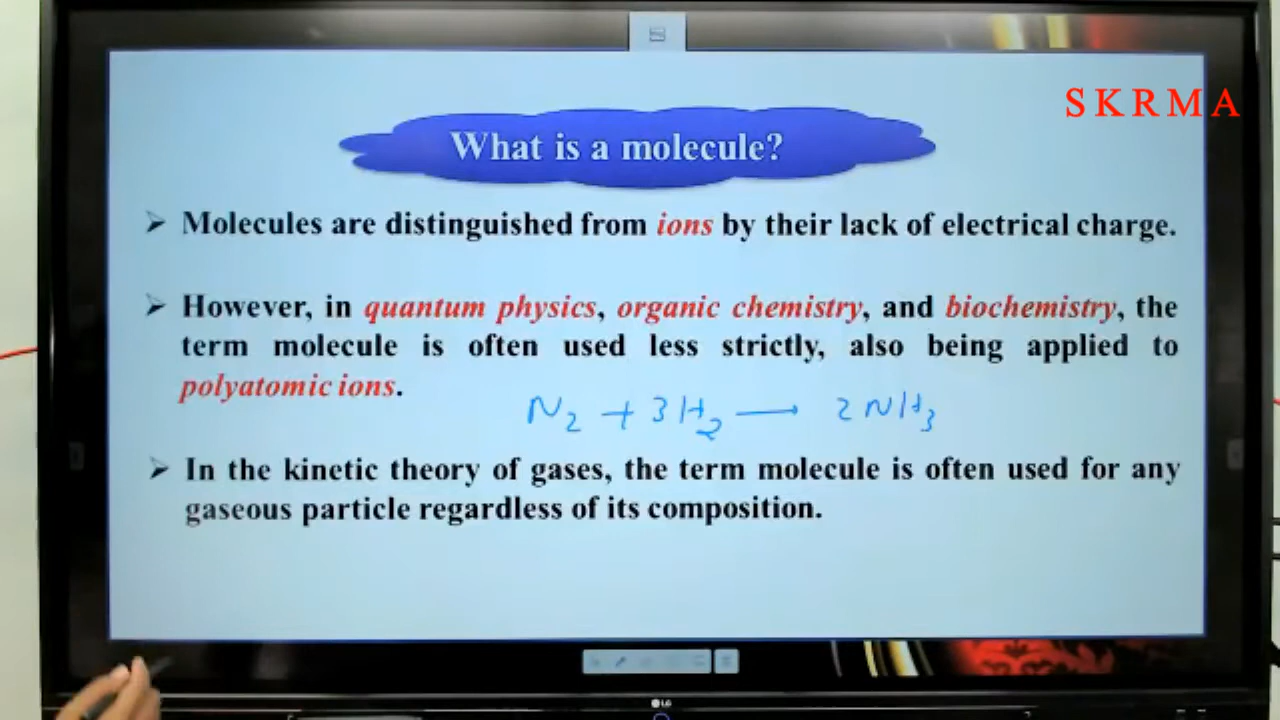 SKRMA
What is a molecule?
➢ Molecules are distinguished from ions by their lack of electrical charge.
➢ However, in quantum physics, organic chemistry, and biochemistry, the
term molecule is often used less strictly, also being applied to
polyatomic ions.
N₂ + 3H₂ ⟶ 2NH₃
➢ In the kinetic theory of gases, the term molecule is often used for any
gaseous particle regardless of its composition.
LG